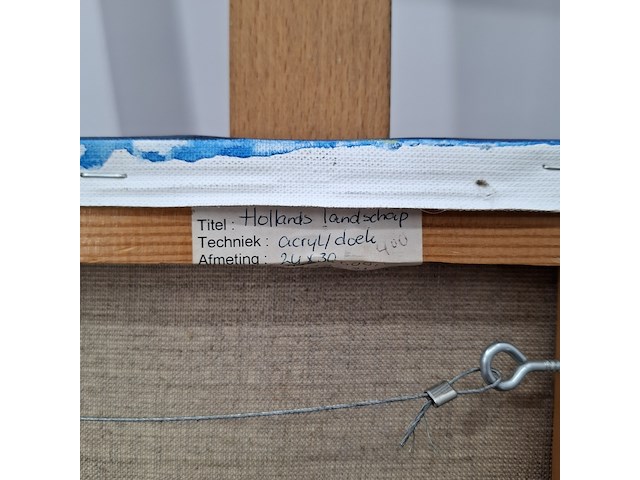 Titel : Hollands landschap
Techniek : acryl/doek
400
Afmeting : 24 x 30